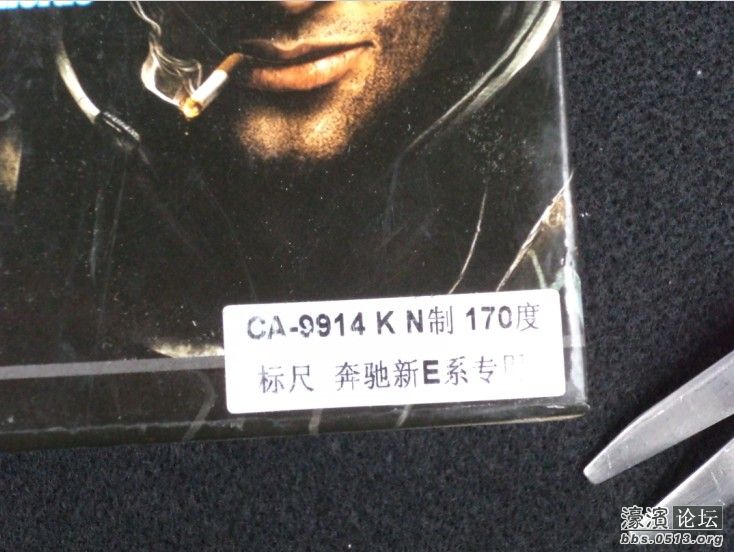 CA-9914 K N制 170度
标尺 奔驰新E系专
濠滨论坛
bbs.0513.org